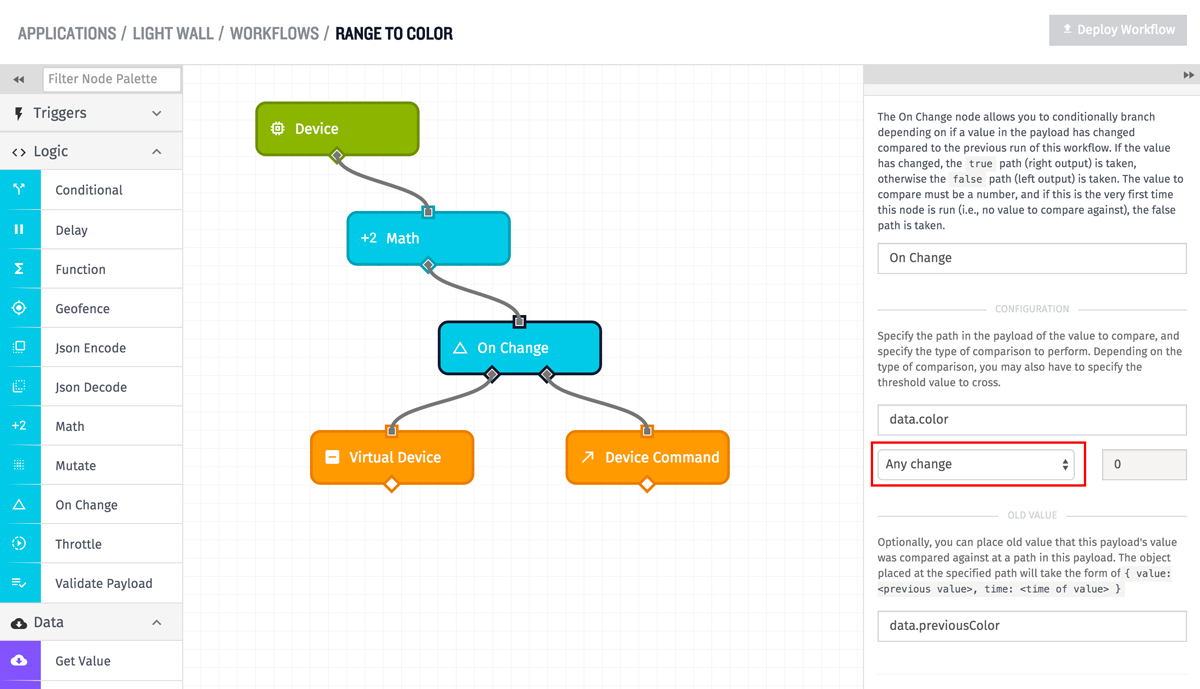 APPLICATIONS / LIGHT WALL / WORKFLOWS / RANGE TO COLOR
Deploy Workflow
Filter Node Palette
Triggers
Logic
Conditional
Delay
Function
Geofence
Json Encode
Json Decode
+2 Math
Mutate
On Change
Throttle
Validate Payload
Data
Get Value
Device
+2 Math
On Change
Virtual Device
Device Command
The On Change node allows you to conditionally branch
depending on if a value in the payload has changed
compared to the previous run of this workflow. If the value
has changed, the true path (right output) is taken,
otherwise the false path (left output) is taken. The value to
compare must be a number, and if this is the very first time
this node is run (i.e., no value to compare against), the false
path is taken.
On Change
CONFIGURATION
Specify the path in the payload of the value to compare, and
specify the type of comparison to perform. Depending on the
type of comparison, you may also have to specify the
threshold value to cross.
data.color
Any change
0
OLD VALUE
Optionally, you can place old value that this payload's value
was compared against at a path in this payload. The object
placed at the specified path will take the form of { value:
<previous value>, time: <time of value> }
data.previousColor